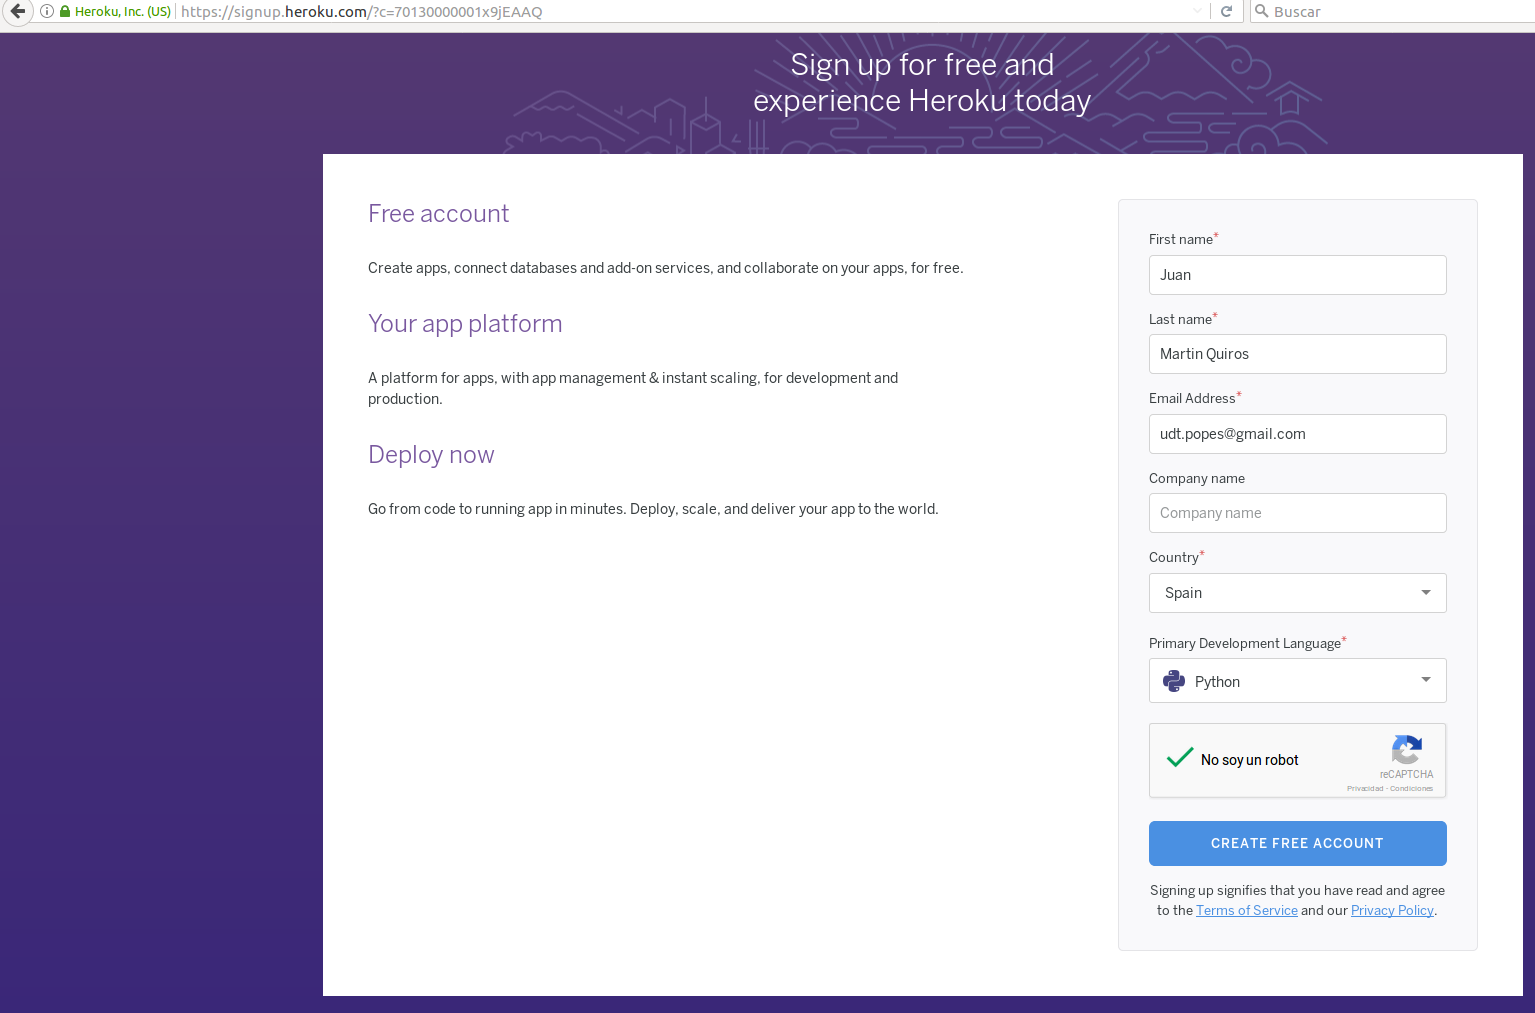 Heroku, Inc. (US) https://signup.heroku.com/?c=70130000001x9jEAAQ
Buscar
Sign up for free and
experience Heroku today
Free account
Create apps, connect databases and add-on services, and collaborate on your apps, for free.
Your app platform
A platform for apps, with app management & instant scaling, for development and
production.
Deploy now
Go from code to running app in minutes. Deploy, scale, and deliver your app to the world.
First name*
Juan
Last name*
Martin Quiros
Email Address*
udt.popes@gmail.com
Company name
Company name
Country*
Spain
Primary Development Language*
Python
No soy un robot
reCAPTCHA
Privacidad - Condiciones
CREATE FREE ACCOUNT
Signing up signifies that you have read and agree
to the Terms of Service and our Privacy Policy.